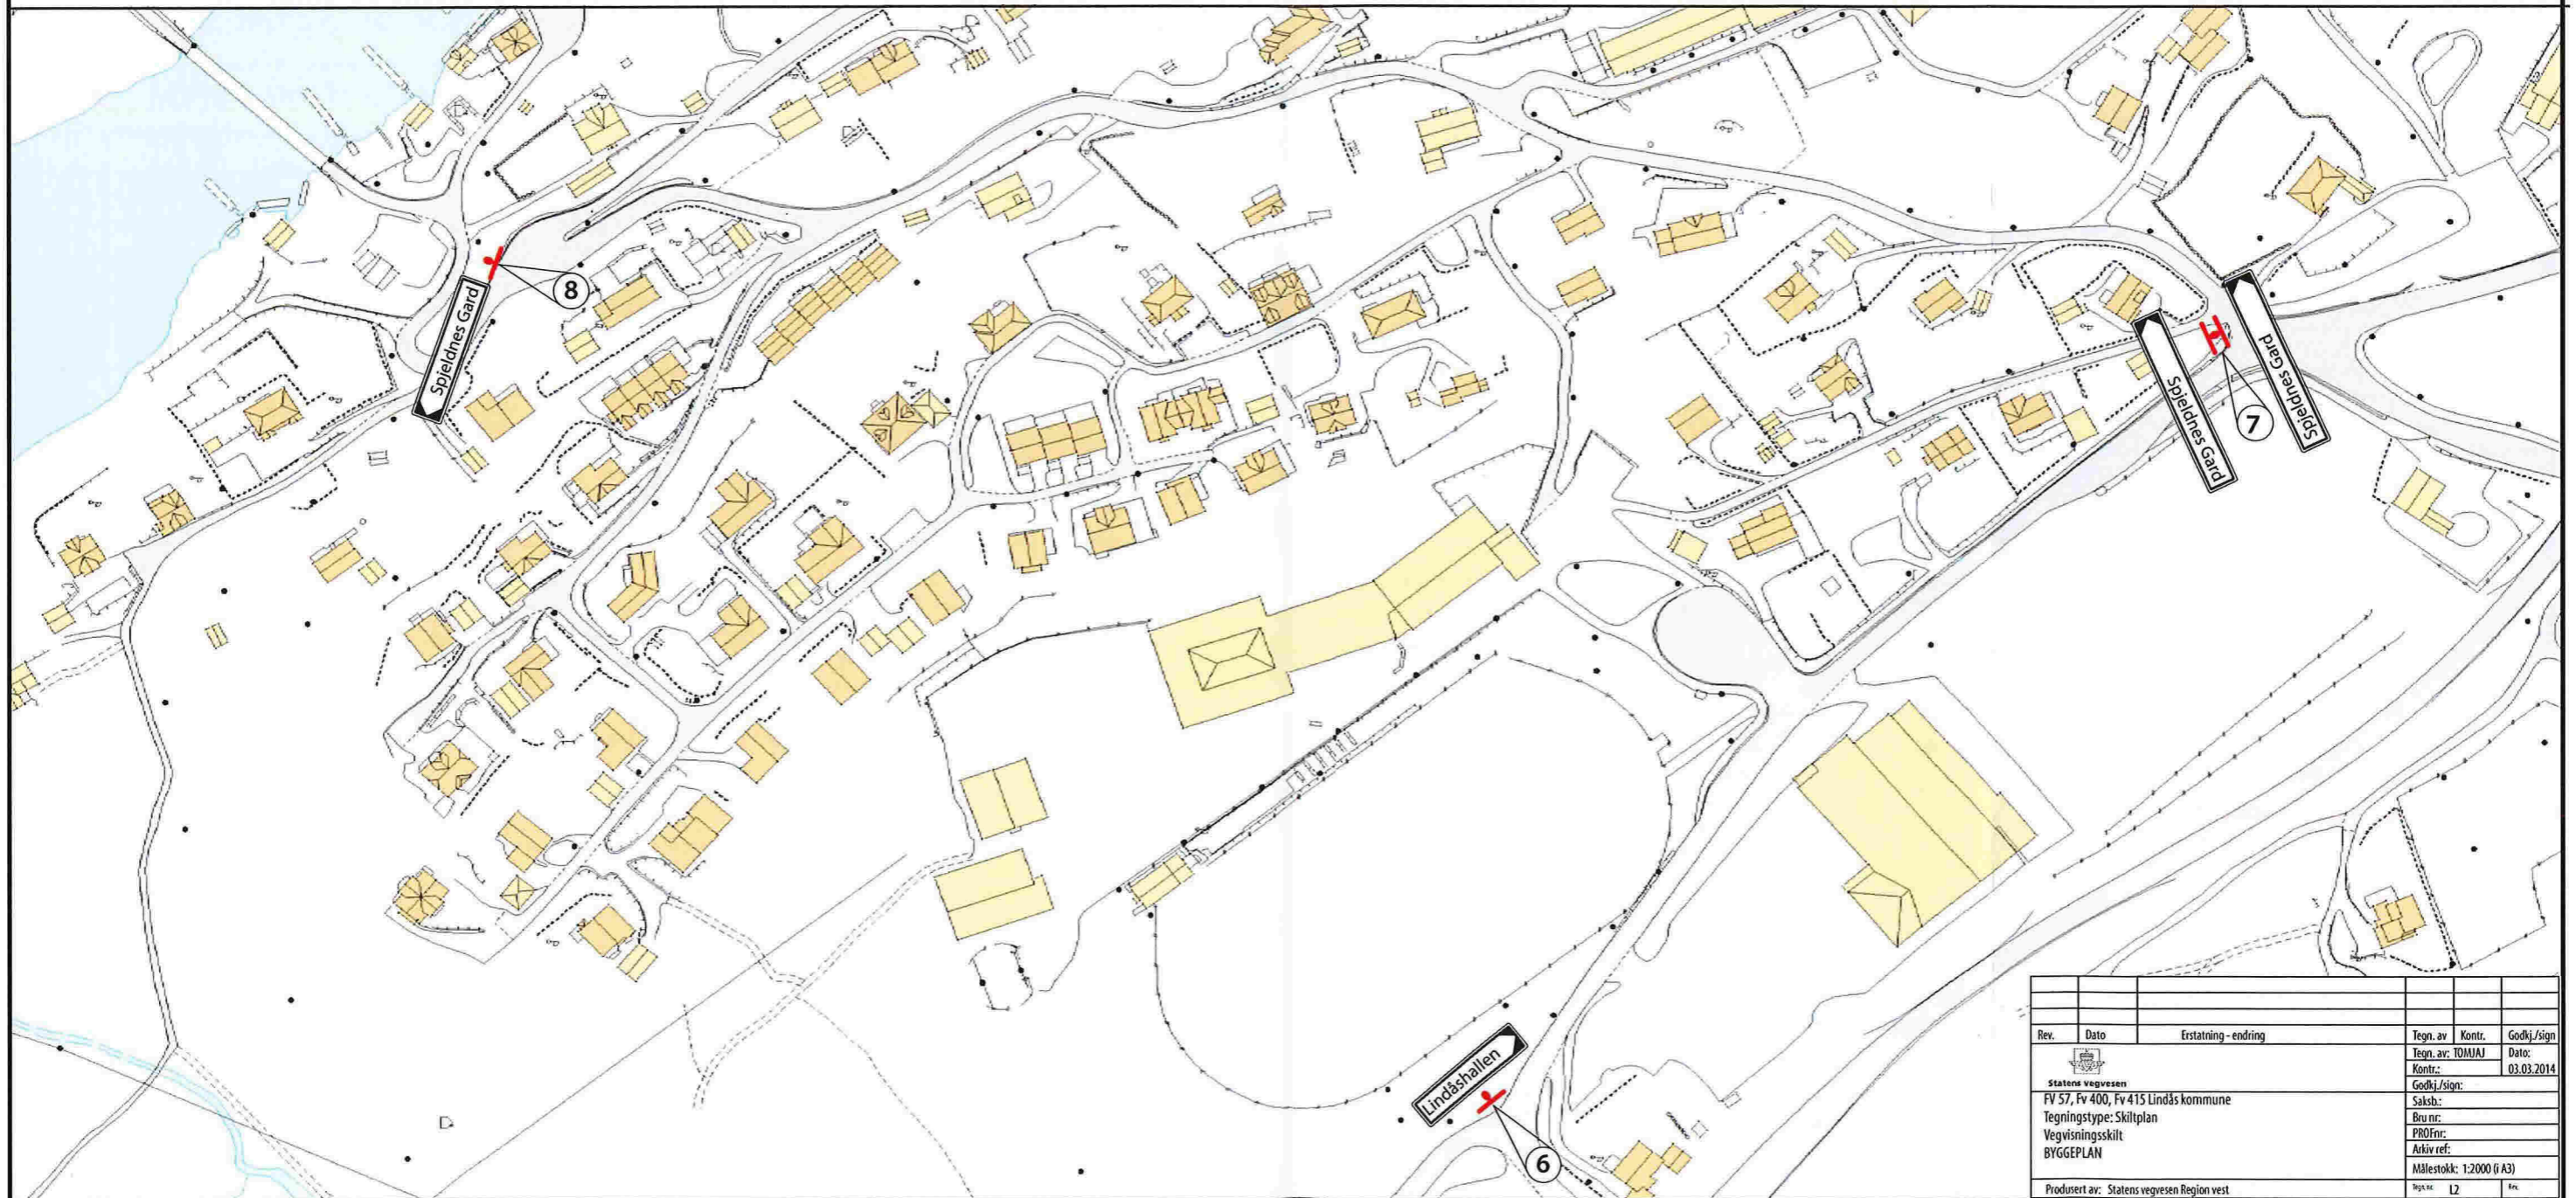 Spjeldnes Gard
8
Spjeldnes Gard
Spjeldnes Gard
7
Lindåshallen
6
Rev. Dato Erstatning - endring Tegn. av Kontr. Godkj./sign
Statens vegvesen
FV 57, Fv 400, Fv 415 Lindås kommune
Tegningstype: Skiltplan
Vegvisningsskilt
BYGGEPLAN
Produsert av: Statens vegvesen Region vest
Tegn. av: TOMJAJ Dato:
Kontr.: 03.03.2014
Godkj./sign:
Saksb.:
Bru nr:
PROFnr:
Arkiv ref:
Målestokk: 1:2000 (i A3)
Tegn. nr. L2 Rev.